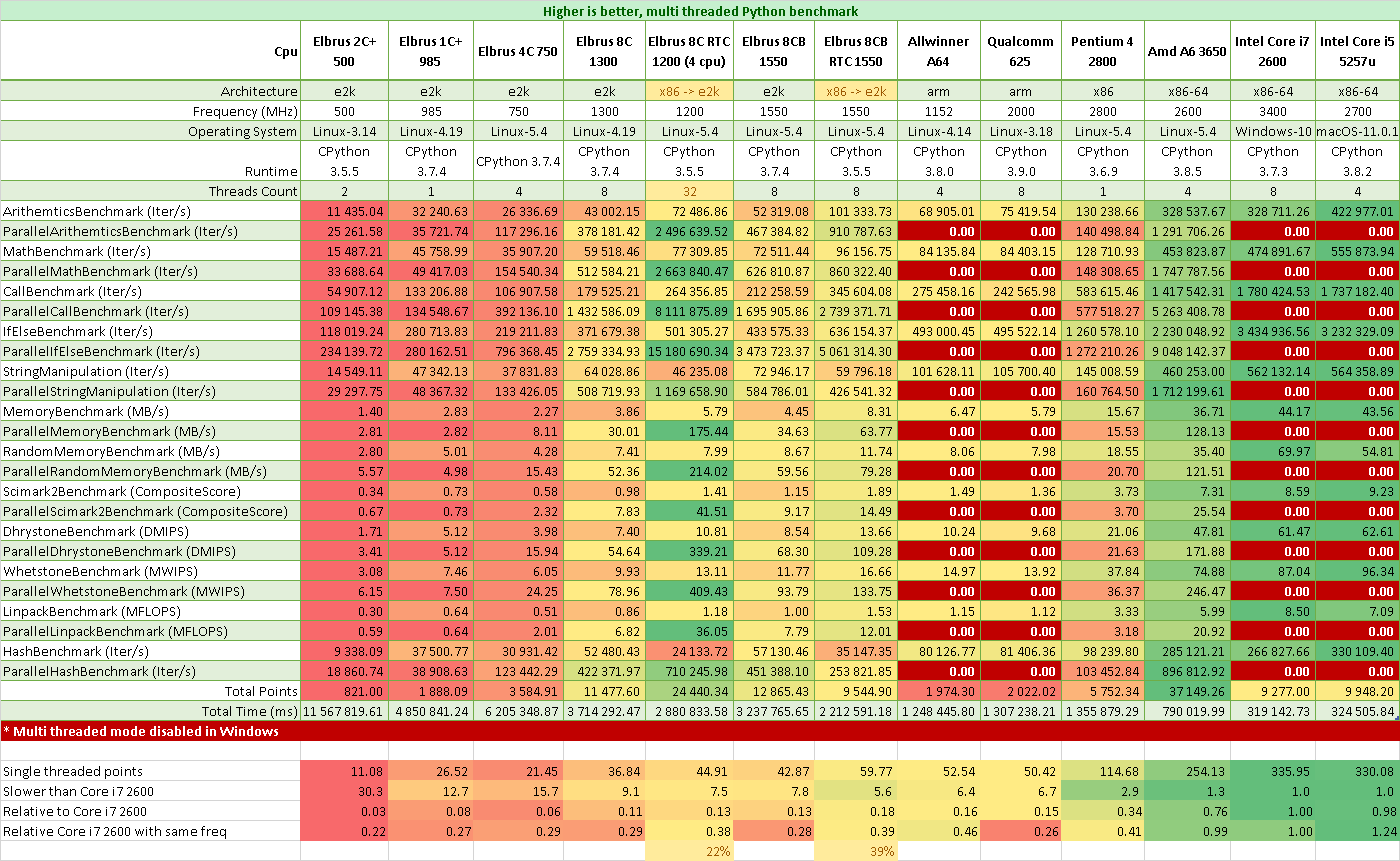 Higher is better, multi threaded Python benchmark
Cpu Elbrus 2C+ 500 Elbrus 1C+ 985 Elbrus 4C 750 Elbrus 8C 1300 Elbrus 8C RTC 1200 (4 cpu) Elbrus 8CB 1550 Elbrus 8CB RTC 1550 Allwinner A64 Qualcomm 625 Pentium 4 2800 Amd A6 3650 Intel Core i7 2600 Intel Core i5 5257u
Architecture e2k e2k e2k e2k x86 -> e2k e2k x86 -> e2k arm arm x86 x86-64 x86-64 x86-64
Frequency (MHz) 500 985 750 1300 1200 1550 1550 1152 2000 2800 2600 3400 2700
Operating System Linux-3.14 Linux-4.19 Linux-5.4 Linux-4.19 Linux-5.4 Linux-5.4 Linux-5.4 Linux-4.14 Linux-3.18 Linux-5.4 Linux-5.4 Windows-10 macOS-11.0.1
Runtime CPython 3.5.5 CPython 3.7.4 CPython 3.7.4 CPython 3.7.4 CPython 3.5.5 CPython 3.7.4 CPython 3.5.5 CPython 3.8.0 CPython 3.9.0 CPython 3.6.9 CPython 3.8.5 CPython 3.7.3 CPython 3.8.2
Threads Count 2 1 4 8 32 8 8 4 8 1 4 8 4
ArithemticsBenchmark (Iter/s) 11 435.04 32 240.63 26 336.69 43 002.15 72 486.86 52 319.08 101 333.73 68 905.01 75 419.54 130 238.66 328 537.67 328 711.26 422 977.01
ParallelArithemticsBenchmark (Iter/s) 25 261.58 35 721.74 117 296.16 378 181.42 2 496 639.52 467 384.82 910 787.63 0.00 0.00 140 498.84 1 291 706.26 0.00 0.00
MathBenchmark (Iter/s) 15 487.21 45 758.99 35 907.20 59 518.46 77 309.85 72 511.44 96 156.75 84 135.84 84 403.15 128 710.93 453 823.87 474 891.67 555 873.94
ParallelMathBenchmark (Iter/s) 33 688.64 49 417.03 154 540.34 512 584.21 2 663 840.47 626 810.87 860 322.40 0.00 0.00 148 308.65 1 747 787.56 0.00 0.00
CallBenchmark (Iter/s) 54 907.12 133 206.88 106 907.58 179 525.21 264 356.85 212 258.59 345 604.08 275 458.16 242 565.98 583 615.46 1 417 542.31 1 780 424.53 1 737 182.40
ParallelCallBenchmark (Iter/s) 109 145.38 134 548.67 392 136.10 1 432 586.09 8 111 875.89 1 695 905.86 2 739 371.71 0.00 0.00 577 518.27 5 263 408.78 0.00 0.00
IfElseBenchmark (Iter/s) 118 019.24 280 713.83 219 211.83 371 679.38 501 305.27 433 575.33 636 154.37 493 000.45 495 522.14 1 260 578.10 2 230 048.92 3 434 936.56 3 232 329.09
ParallelIfElseBenchmark (Iter/s) 234 139.72 280 162.51 796 368.45 2 759 334.93 15 180 690.34 3 473 723.37 5 061 314.30 0.00 0.00 1 272 210.26 9 048 142.37 0.00 0.00
StringManipulation (Iter/s) 14 549.11 47 342.13 37 831.83 64 028.86 46 235.08 72 946.17 59 796.18 101 628.11 105 700.40 145 008.59 460 253.00 562 132.14 564 358.89
ParallelStringManipulation (Iter/s) 29 297.75 48 367.32 133 426.05 508 719.93 1 169 658.90 584 786.01 426 541.32 0.00 0.00 160 764.50 1 712 199.61 0.00 0.00
MemoryBenchmark (MB/s) 1.40 2.83 2.27 3.86 5.79 4.45 8.31 6.47 5.79 15.67 36.71 44.17 43.56
ParallelMemoryBenchmark (MB/s) 2.81 2.82 8.11 30.01 175.44 34.63 63.77 0.00 0.00 15.53 128.13 0.00 0.00
RandomMemoryBenchmark (MB/s) 2.80 5.01 4.28 7.41 7.99 8.67 11.74 8.06 7.98 18.55 35.40 69.97 54.81
ParallelRandomMemoryBenchmark (MB/s) 5.57 4.98 15.43 52.36 214.02 59.56 79.28 0.00 0.00 20.70 121.51 0.00 0.00
Scimark2Benchmark (CompositeScore) 0.34 0.73 0.58 0.98 1.41 1.15 1.89 1.49 1.36 3.73 7.31 8.59 9.23
ParallelScimark2Benchmark (CompositeScore) 0.67 0.73 2.32 7.83 41.51 9.17 14.49 0.00 0.00 3.70 25.54 0.00 0.00
DhrystoneBenchmark (DMIPS) 1.71 5.12 3.98 7.40 10.81 8.54 13.66 10.24 9.68 21.06 47.81 61.47 62.61
ParallelDhrystoneBenchmark (DMIPS) 3.41 5.12 15.94 54.64 339.21 68.30 109.28 0.00 0.00 21.63 171.88 0.00 0.00
WhetstoneBenchmark (MWIPS) 3.08 7.46 6.05 9.93 13.11 11.77 16.66 14.97 13.92 37.84 74.88 87.04 96.34
ParallelWhetstoneBenchmark (MWIPS) 6.15 7.50 24.25 78.96 409.43 93.79 133.75 0.00 0.00 36.37 246.47 0.00 0.00
LinpackBenchmark (MFLOPS) 0.30 0.64 0.51 0.86 1.18 1.00 1.53 1.15 1.12 3.33 5.99 8.50 7.09
ParallelLinpackBenchmark (MFLOPS) 0.59 0.64 2.01 6.82 36.05 7.79 12.01 0.00 0.00 3.18 20.92 0.00 0.00
HashBenchmark (Iter/s) 9 338.09 37 500.77 30 931.42 52 480.43 24 133.72 57 130.46 35 147.35 80 126.77 81 406.36 98 239.80 285 121.21 266 827.66 330 109.40
ParallelHashBenchmark (Iter/s) 18 860.74 38 908.63 123 442.29 422 371.97 710 245.98 451 388.10 253 821.85 0.00 0.00 103 452.84 896 812.92 0.00 0.00
Total Points 821.00 1 888.09 3 584.91 11 477.60 24 440.34 12 865.43 9 544.90 1 974.30 2 022.02 5 752.34 37 149.26 9 277.00 9 948.20
Total Time (ms) 11 567 819.61 4 850 841.24 6 205 348.87 3 714 292.47 2 880 833.58 3 237 765.65 2 212 591.18 1 248 445.80 1 307 238.21 1 355 879.29 790 019.99 319 142.73 324 505.84
* Multi threaded mode disabled in Windows
Single threaded points 11.08 26.52 21.45 36.84 44.91 42.87 59.77 52.54 50.42 114.68 254.13 335.95 330.08
Slower than Core i7 2600 30.3 12.7 15.7 9.1 7.5 7.8 5.6 6.4 6.7 2.9 1.3 1.0 1.0
Relative to Core i7 2600 0.03 0.08 0.06 0.11 0.13 0.13 0.18 0.16 0.15 0.34 0.76 1.00 0.98
Relative Core i7 2600 with same freq 0.22 0.27 0.29 0.29 0.38 0.28 0.39 0.46 0.26 0.41 0.99 1.00 1.24
22% 39%